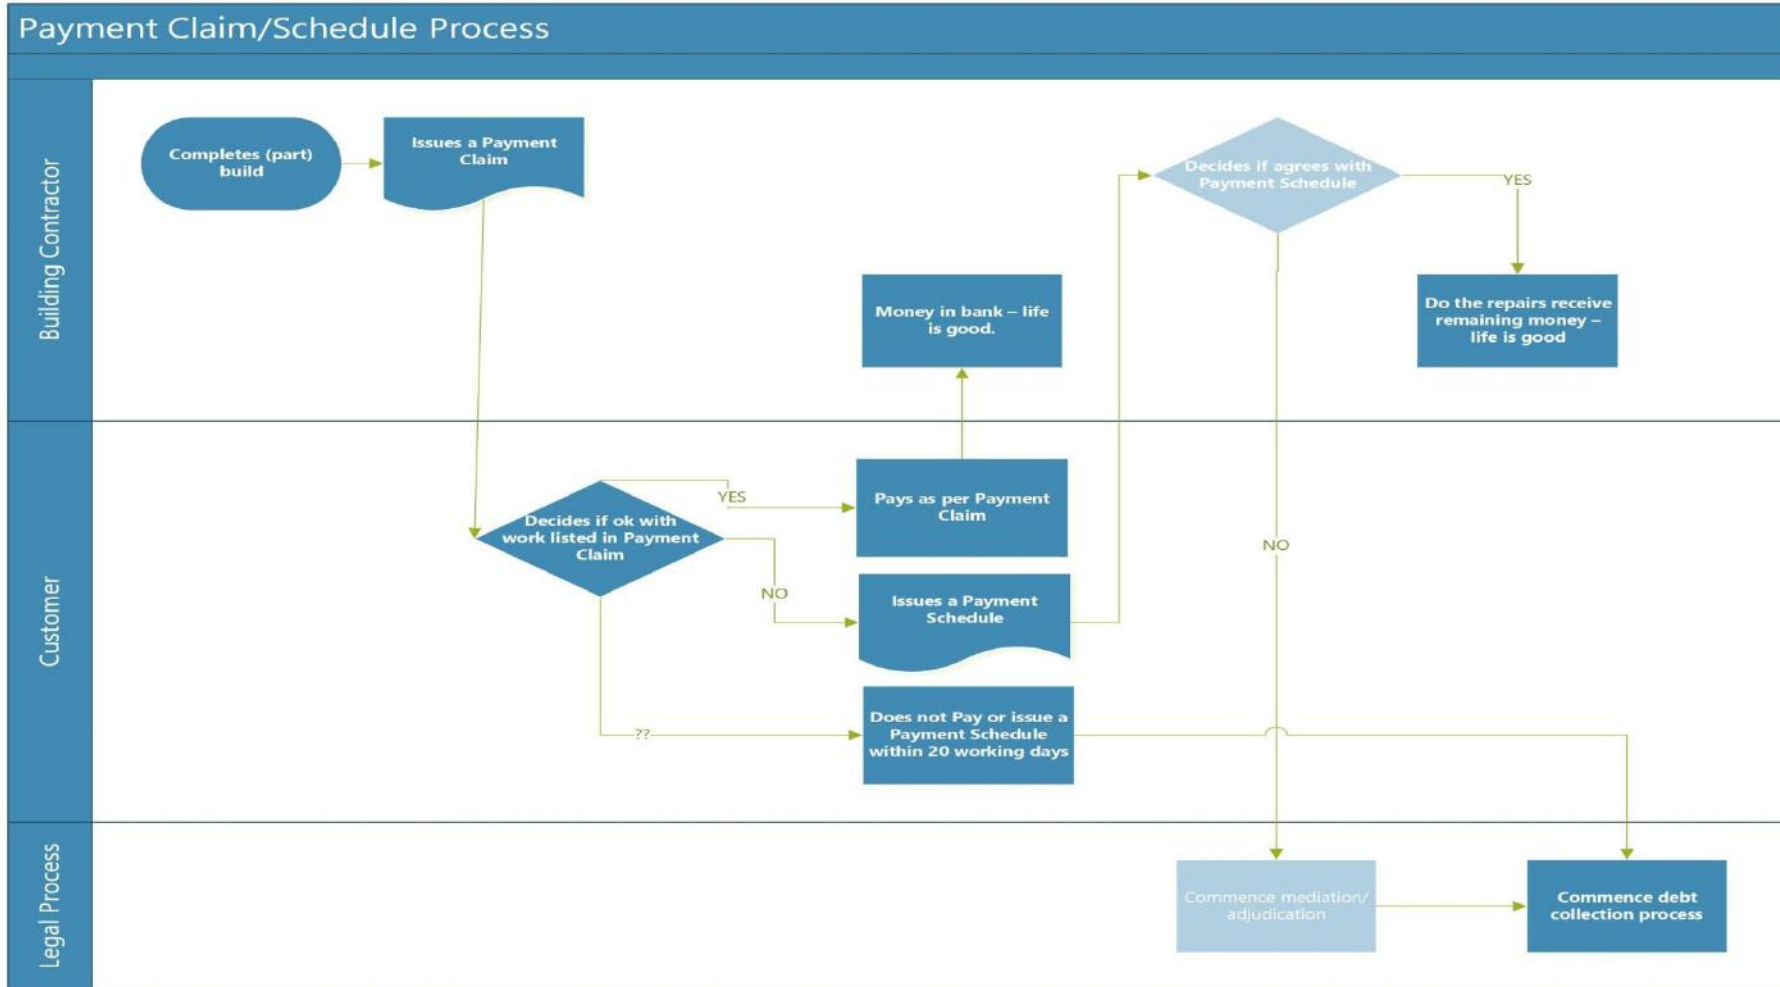 Payment Claim/Schedule Process
Building Contractor
Completes (part)
build
Issues a Payment
Claim
Decides if agrees with
Payment Schedule
YES
Money in bank – life
is good.
Do the repairs receive
remaining money –
life is good
Customer
Decides if ok with
work listed in Payment
Claim
YES
Pays as per Payment
Claim
NO
NO
Issues a Payment
Schedule
??
Does not Pay or issue a
Payment Schedule
within 20 working days
Legal Process
Commence mediation/
adjudication
Commence debt
collection process